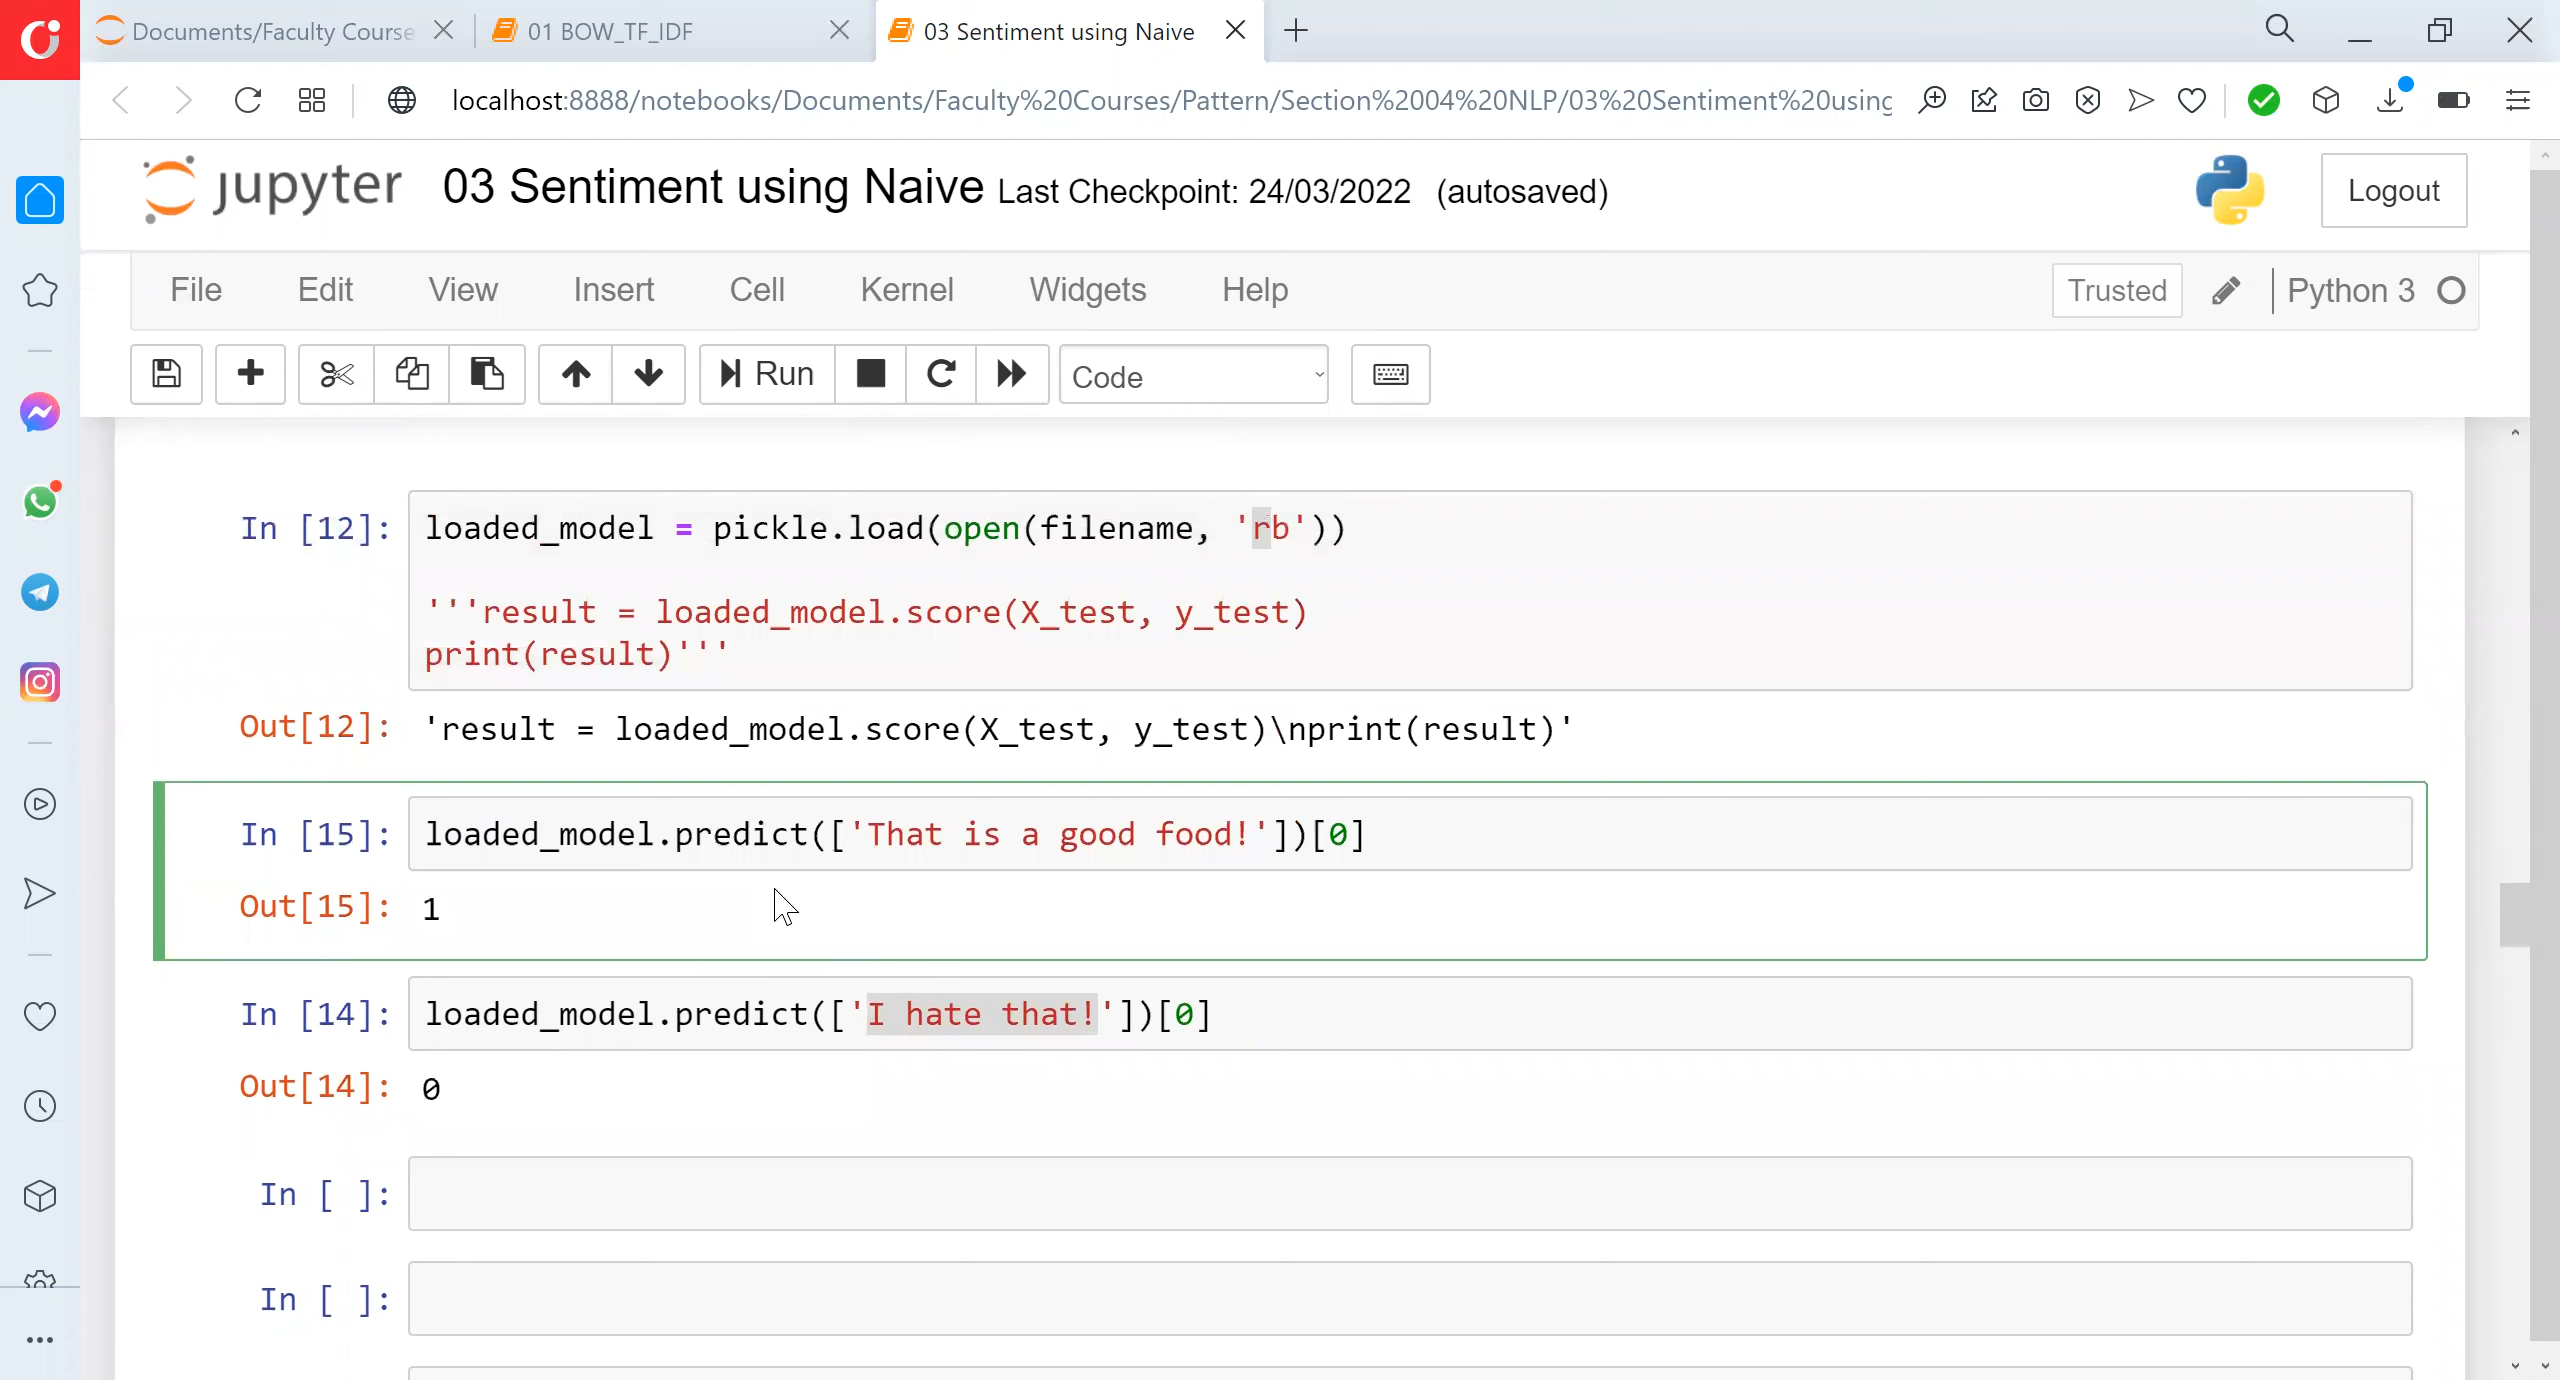 Documents/Faculty Course
01 BOW_TF_IDF
03 Sentiment using Naive
localhost:8888/notebooks/Documents/Faculty%20Courses/Pattern/Section%2004%20NLP/03%20Sentiment%20using
jupyter 03 Sentiment using Naive Last Checkpoint: 24/03/2022 (autosaved)
Logout
File Edit View Insert Cell Kernel Widgets Help
Trusted Python 3
Run Code
In [12]: loaded_model = pickle.load(open(filename, 'rb'))
'''result = loaded_model.score(X_test, y_test)
print(result)'''
Out[12]: 'result = loaded_model.score(X_test, y_test)\nprint(result)'
In [15]: loaded_model.predict(['That is a good food!'])[0]
Out[15]: 1
In [14]: loaded_model.predict(['I hate that!'])[0]
Out[14]: 0
In [ ]:
In [ ]: